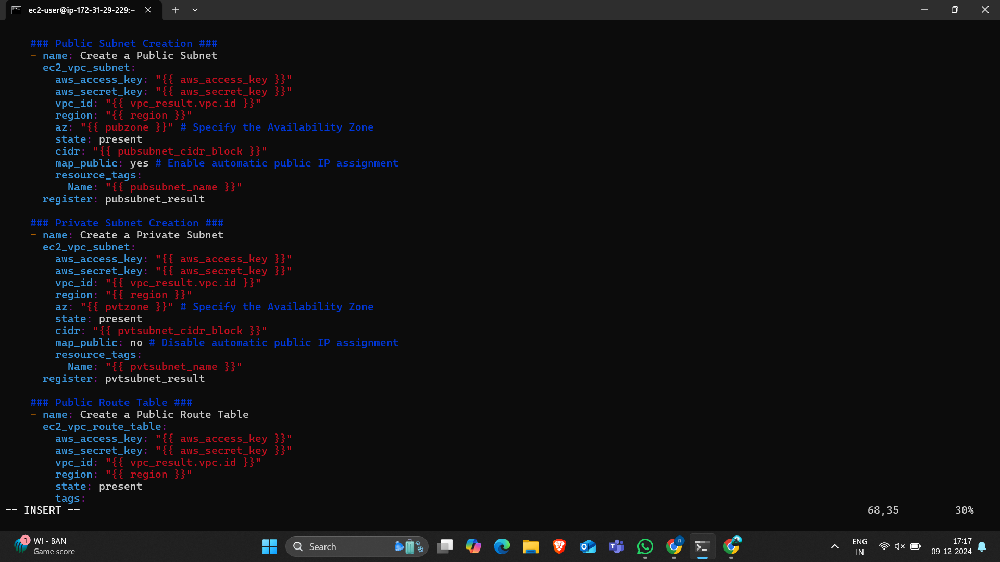 ec2-user@ip-172-31-29-229:~
### Public Subnet Creation ###
- name: Create a Public Subnet
ec2_vpc_subnet:
aws_access_key: "{{ aws_access_key }}"
aws_secret_key: "{{ aws_secret_key }}"
vpc_id: "{{ vpc_result.vpc.id }}"
region: "{{ region }}"
az: "{{ pubzone }}" # Specify the Availability Zone
state: present
cidr: "{{ pubsubnet_cidr_block }}"
map_public: yes # Enable automatic public IP assignment
resource_tags:
Name: "{{ pubsubnet_name }}"
register: pubsubnet_result
### Private Subnet Creation ###
- name: Create a Private Subnet
ec2_vpc_subnet:
aws_access_key: "{{ aws_access_key }}"
aws_secret_key: "{{ aws_secret_key }}"
vpc_id: "{{ vpc_result.vpc.id }}"
region: "{{ region }}"
az: "{{ pvtzone }}" # Specify the Availability Zone
state: present
cidr: "{{ pvtsubnet_cidr_block }}"
map_public: no # Disable automatic public IP assignment
resource_tags:
Name: "{{ pvtsubnet_name }}"
register: pvtsubnet_result
### Public Route Table ###
- name: Create a Public Route Table
ec2_vpc_route_table:
aws_access_key: "{{ aws_access_key }}"
aws_secret_key: "{{ aws_secret_key }}"
vpc_id: "{{ vpc_result.vpc.id }}"
region: "{{ region }}"
state: present
tags:
-- INSERT -- 68,35 30%
1
WI - BAN
Game score
Search
n
ENG
IN
17:17
09-12-2024